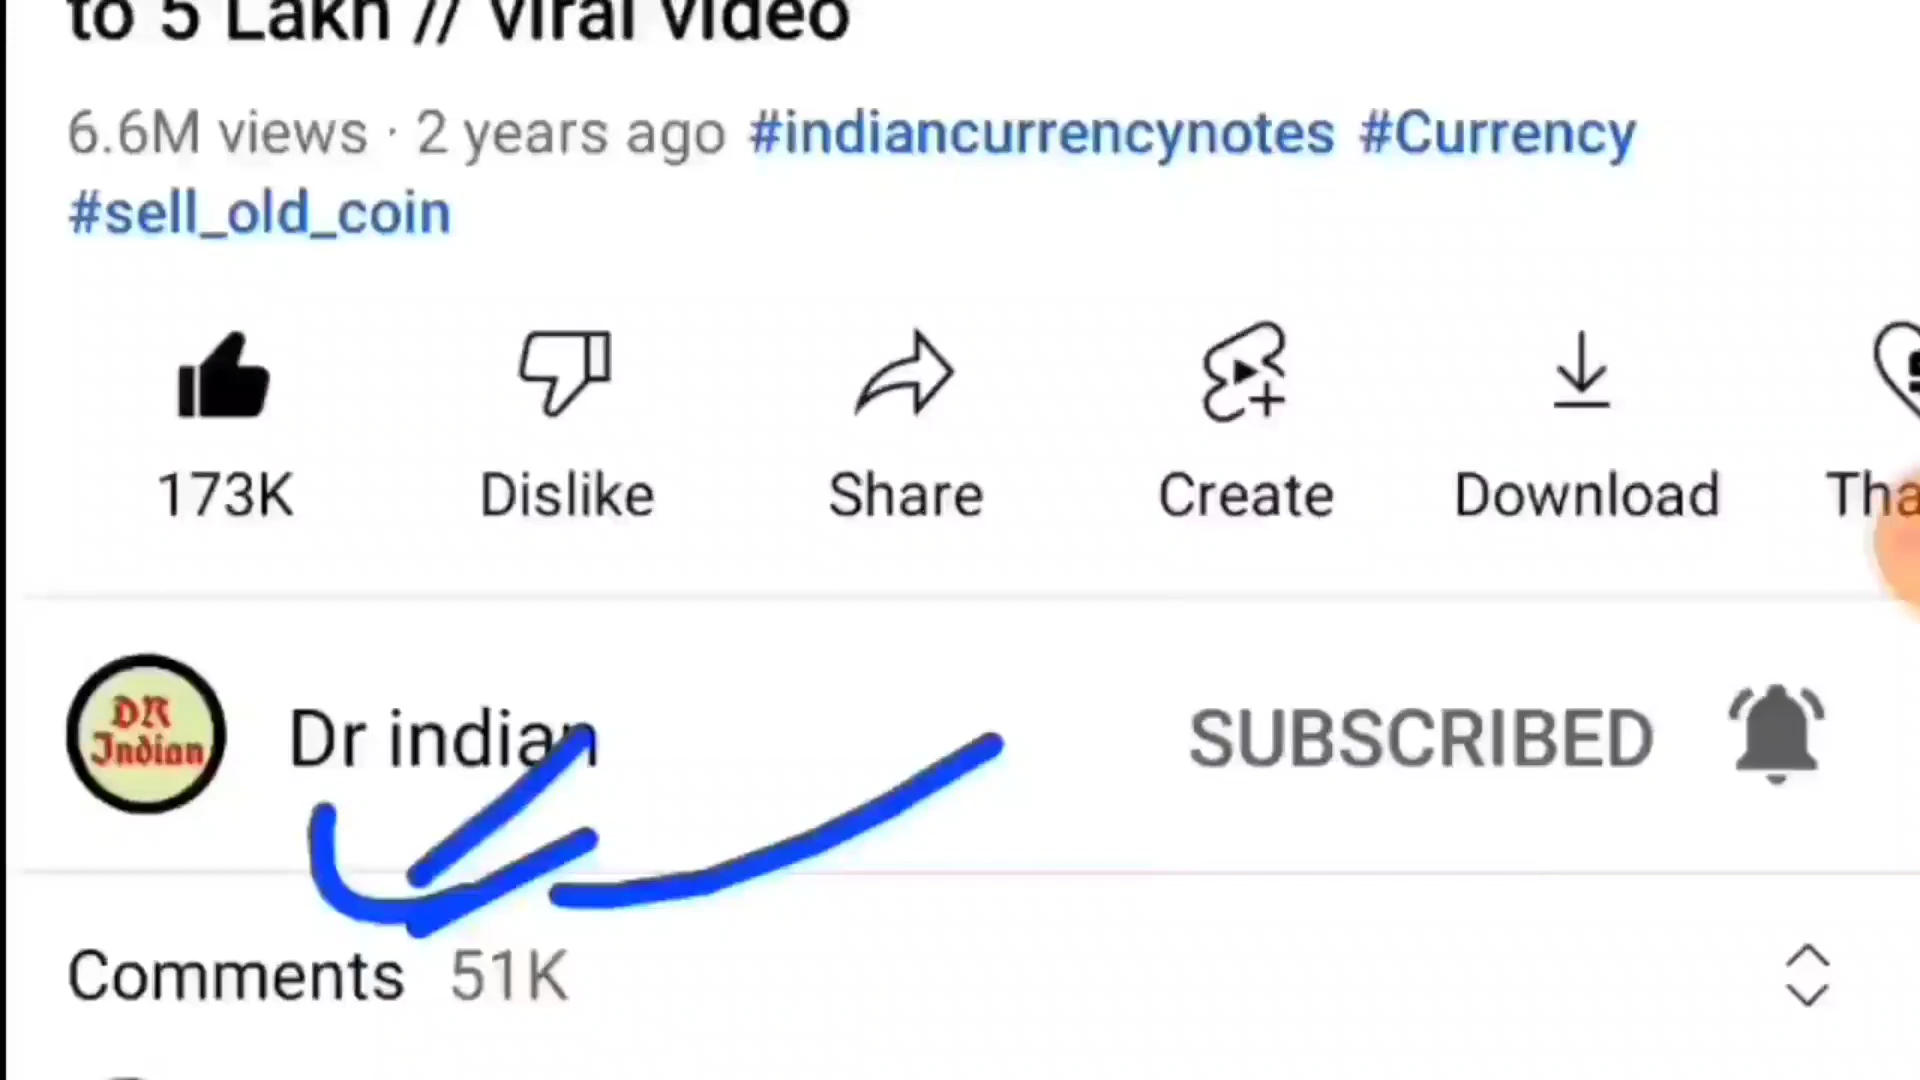 to 5 Lakh // viral video
6.6M views · 2 years ago #indiancurrencynotes #Currency
#sell_old_coin
173K Dislike Share Create Download
DR
Indian
Dr indian SUBSCRIBED
Comments 51K